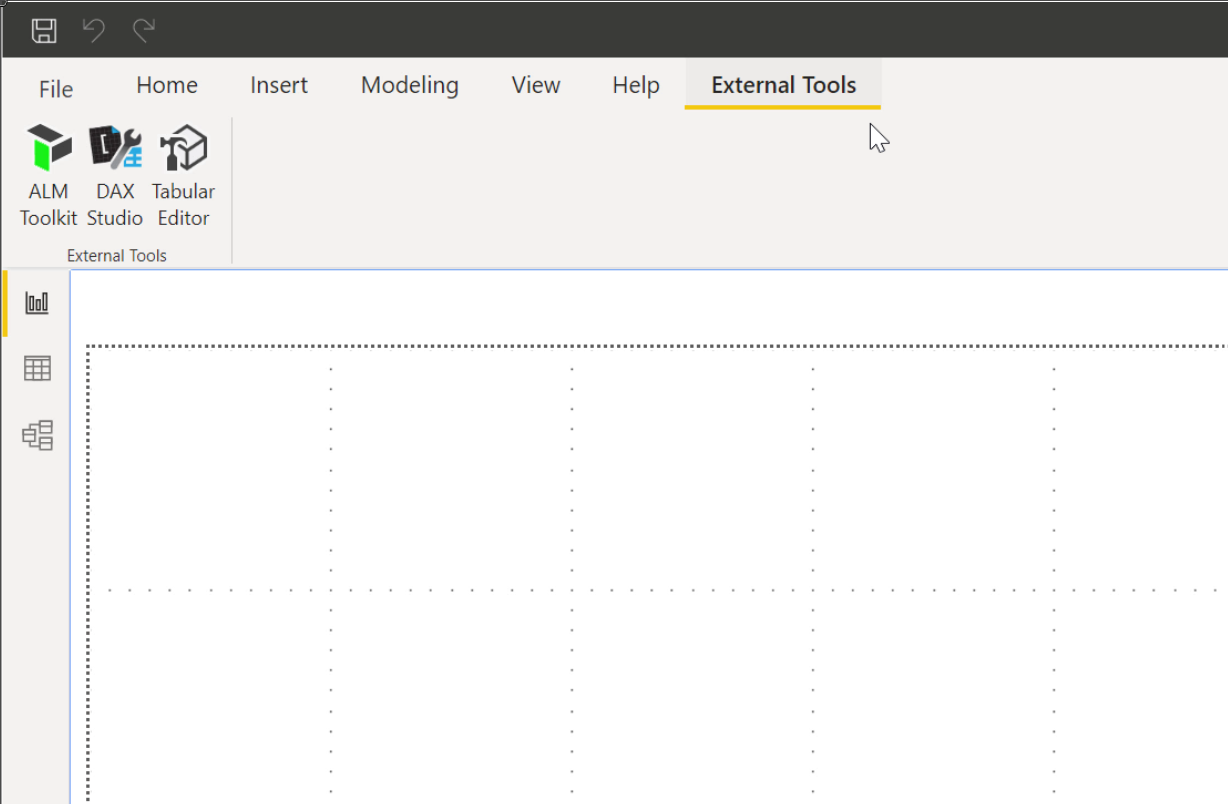 File Home Insert Modeling View Help External Tools
ALM Toolkit
DAX Studio
Tabular Editor
External Tools